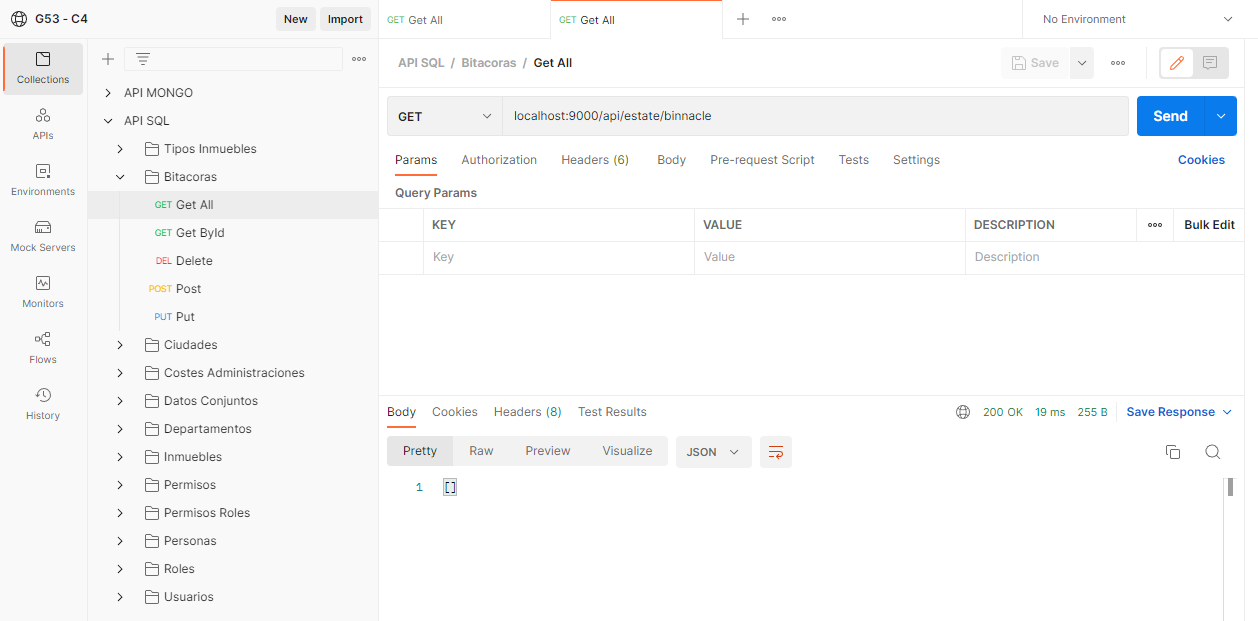 G53 - C4
New
Import
GET Get All
GET Get All
No Environment
Collections
APIs
Environments
Mock Servers
Monitors
Flows
History
API MONGO
API SQL
Tipos Inmuebles
Bitacoras
GET Get All
GET Get ById
DEL Delete
POST Post
PUT Put
Ciudades
Costes Administraciones
Datos Conjuntos
Departamentos
Inmuebles
Permisos
Permisos Roles
Personas
Roles
Usuarios
API SQL / Bitacoras / Get All
Save
GET
localhost:9000/api/estate/binnacle
Send
Params Authorization Headers (6) Body Pre-request Script Tests Settings
Cookies
Query Params
KEY VALUE DESCRIPTION
Bulk Edit
Key Value Description
Body Cookies Headers (8) Test Results
200 OK 19 ms 255 B Save Response
Pretty Raw Preview Visualize JSON
1 []